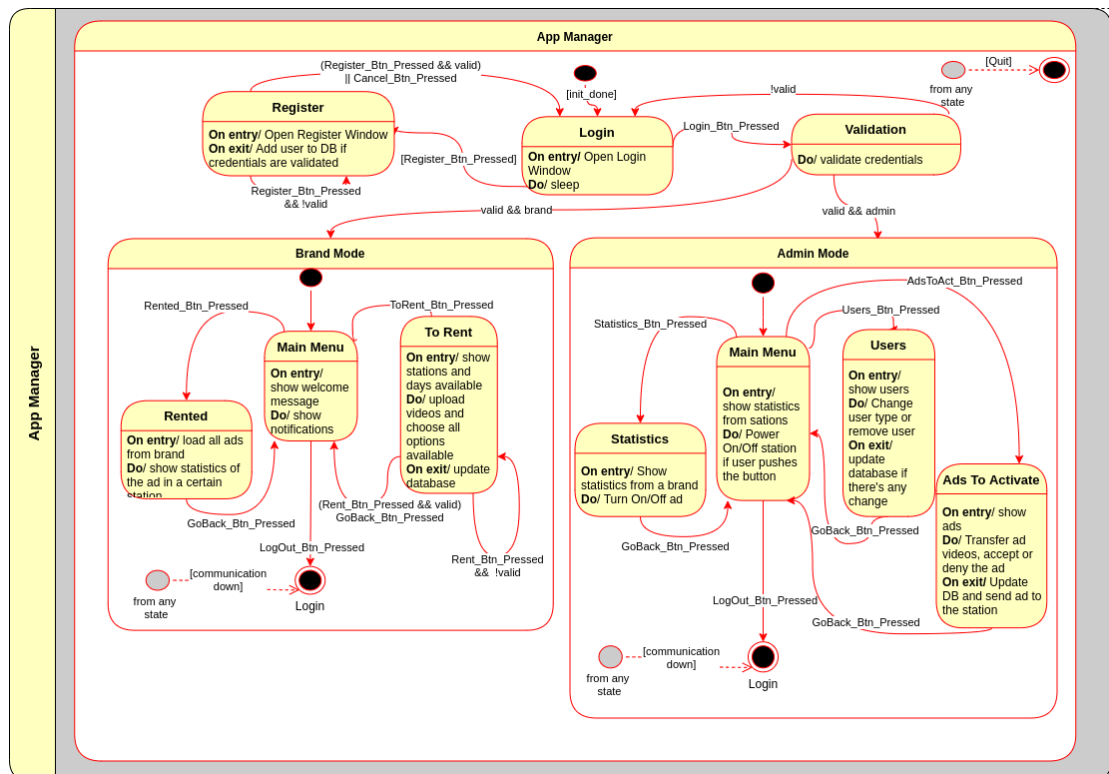 App Manager
App Manager
(Register_Btn_Pressed && valid)
|| Cancel_Btn_Pressed
[init_done]
[Quit]
from any
state
!valid
Register
On entry/ Open Register Window
On exit/ Add user to DB if
credentials are validated
Register_Btn_Pressed
&& !valid
[Register_Btn_Pressed]
Login
On entry/ Open Login
Window
Do/ sleep
Login_Btn_Pressed
Validation
Do/ validate credentials
valid && brand
valid && admin
Brand Mode
Rented_Btn_Pressed
ToRent_Btn_Pressed
Main Menu
On entry/
show welcome
message
Do/ show
notifications
To Rent
On entry/ show
stations and
days available
Do/ upload
videos and
choose all
options
available
On exit/ update
database
Rented
On entry/ load all ads
from brand
Do/ show statistics of
the ad in a certain
station
GoBack_Btn_Pressed
(Rent_Btn_Pressed && valid)
GoBack_Btn_Pressed
LogOut_Btn_Pressed
Rent_Btn_Pressed
&& !valid
[communication
down]
from any
state
Login
Admin Mode
AdsToAct_Btn_Pressed
Statistics_Btn_Pressed
Users_Btn_Pressed
Main Menu
On entry/
show statistics
from sations
Do/ Power
On/Off station
if user pushes
the button
Users
On entry/
show users
Do/ Change
user type or
remove user
On exit/
update
database if
there's any
change
Statistics
On entry/ Show
statistics from a brand
Do/ Turn On/Off ad
Ads To Activate
On entry/ show
ads
Do/ Transfer ad
videos, accept or
deny the ad
On exit/ Update
DB and send ad to
the station
GoBack_Btn_Pressed
GoBack_Btn_Pressed
LogOut_Btn_Pressed
GoBack_Btn_Pressed
[communication
down]
from any
state
Login